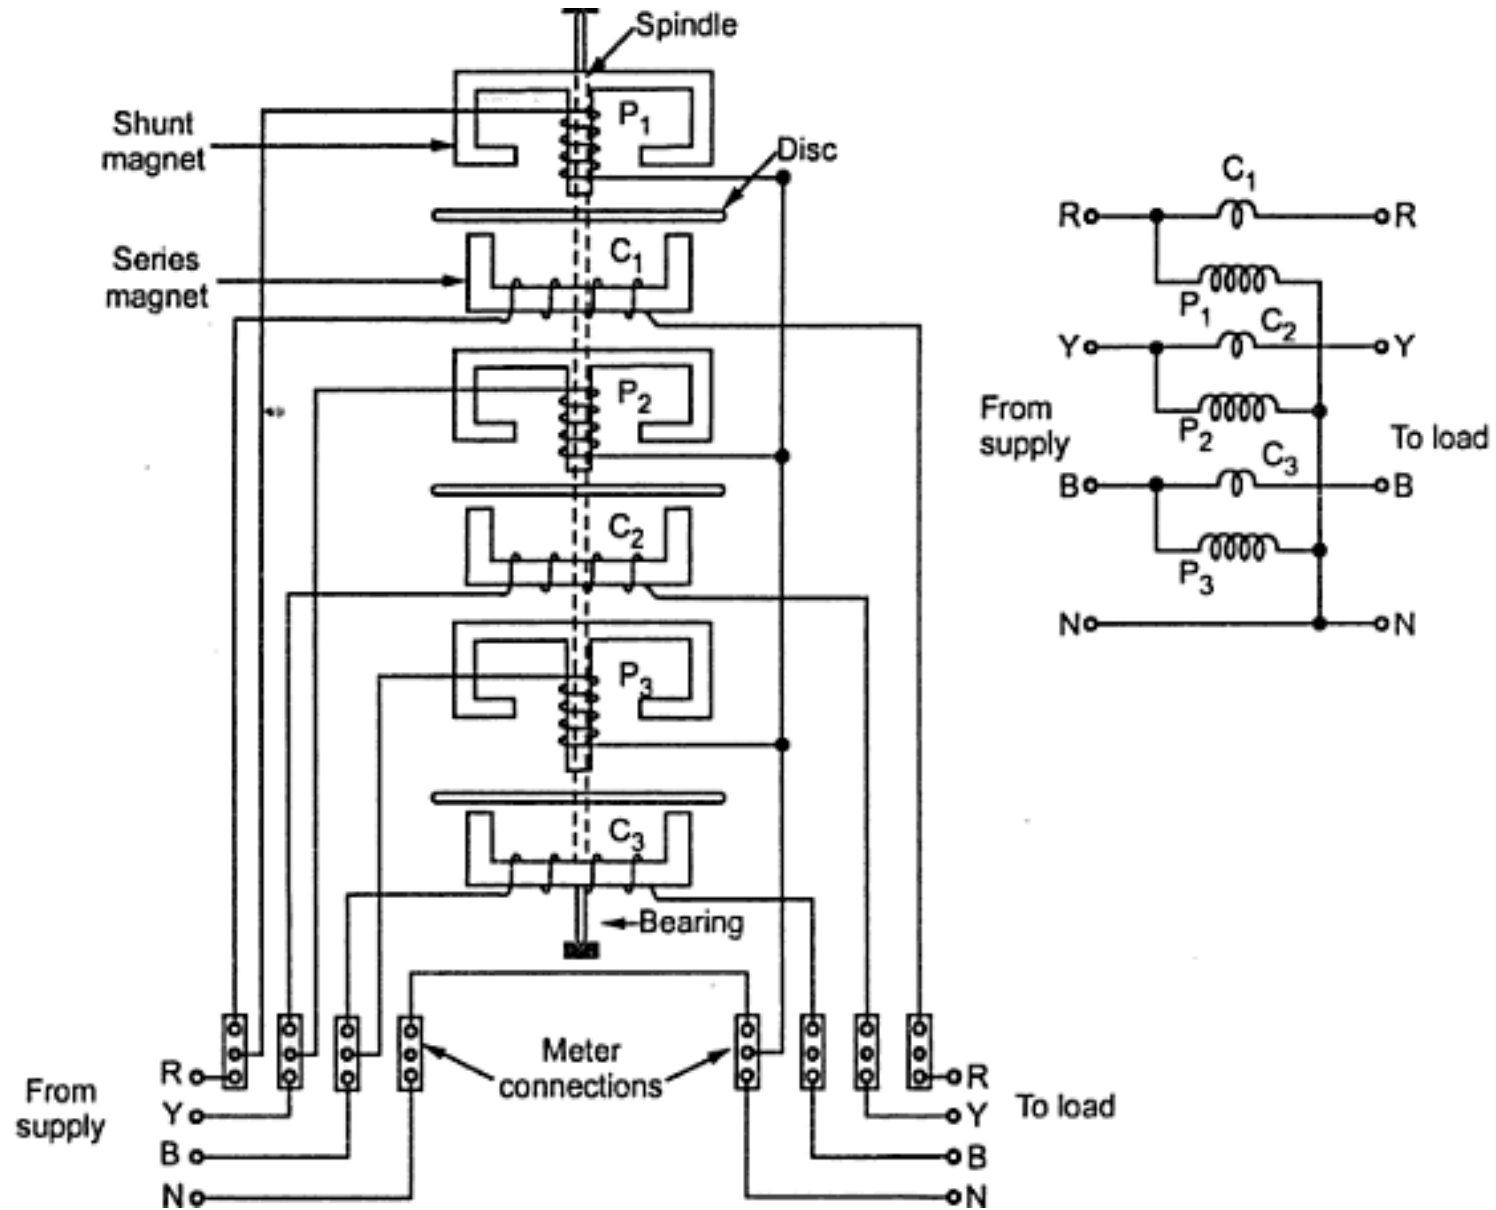 Spindle
Shunt
magnet
P1
Disc
Series
magnet
C1
P2
C2
P3
C3
Bearing
Meter
connections
From
supply
R
Y
B
N
R
Y
B
N
To load
C1
R
R
P1
C2
Y
Y
From
supply
P2
To load
C3
B
B
P3
N
N